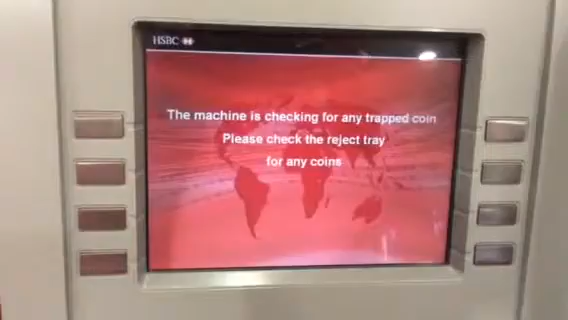 HSBC
The machine is checking for any trapped coin
Please check the reject tray
for any coins